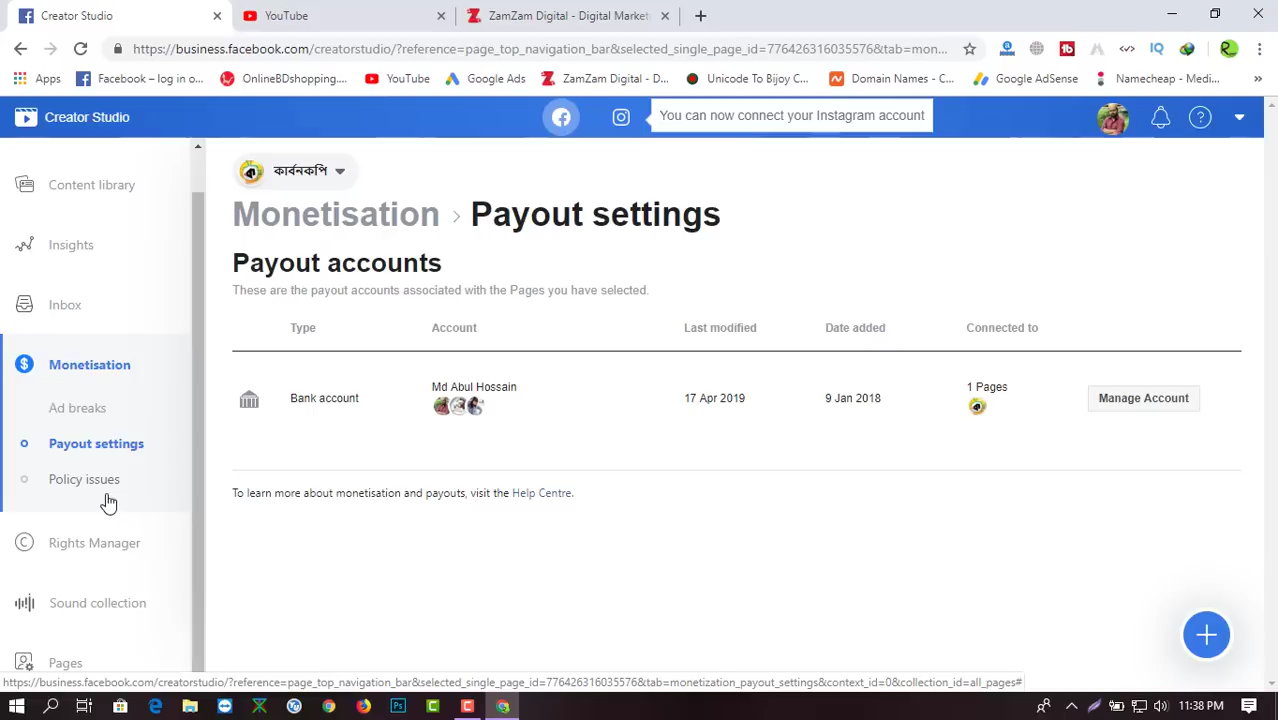 Creator Studio
YouTube
ZamZam Digital - Digital Market
https://business.facebook.com/creatorstudio/?reference=page_top_navigation_bar&selected_single_page_id=776426316035576&tab=mon...
Apps
Facebook – log in o...
OnlineBDshopping....
YouTube
Google Ads
ZamZam Digital - D...
Unicode To Bijoy C...
Domain Names - C...
Google AdSense
Namecheap - Medi...
Creator Studio
You can now connect your Instagram account
কার্বনকপি
Content library
Insights
Inbox
Monetisation
Ad breaks
Payout settings
Policy issues
Rights Manager
Sound collection
Pages
Monetisation > Payout settings
Payout accounts
These are the payout accounts associated with the Pages you have selected.
Type Account Last modified Date added Connected to
Bank account Md Abul Hossain 17 Apr 2019 9 Jan 2018 1 Pages Manage Account
To learn more about monetisation and payouts, visit the Help Centre.
https://business.facebook.com/creatorstudio/?reference=page_top_navigation_bar&selected_single_page_id=776426316035576&tab=monetization_payout_settings&context_id=0&collection_id=all_pages#
11:38 PM